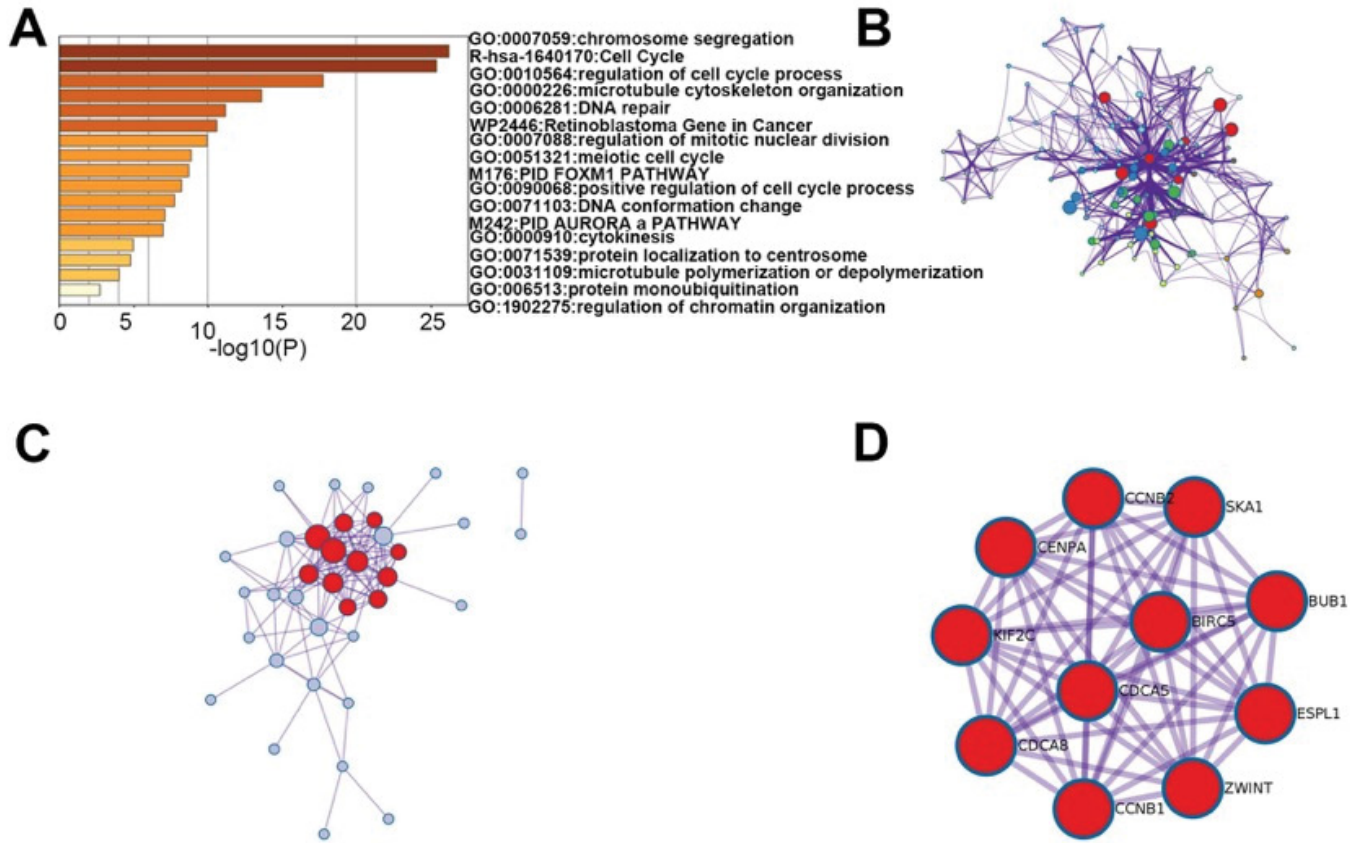 A
GO:0007059:chromosome segregation
R-hsa-1640170:Cell Cycle
GO:0010564:regulation of cell cycle process
GO:0000226:microtubule cytoskeleton organization
GO:0006281:DNA repair
WP2446:Retinoblastoma Gene in Cancer
GO:0007088:regulation of mitotic nuclear division
GO:0051321:meiotic cell cycle
M176:PID FOXM1 PATHWAY
GO:0090068:positive regulation of cell cycle process
GO:0071103:DNA conformation change
M242:PID AURORA a PATHWAY
GO:0000910:cytokinesis
GO:0071539:protein localization to centrosome
GO:0031109:microtubule polymerization or depolymerization
GO:006513:protein monoubiquitination
GO:1902275:regulation of chromatin organization
0 5 10 15 20 25
-log10(P)
B
C
D
CCNB2
SKA1
CENPA
BUB1
BIRC5
KIF2C
CDCA5
ESPL1
CDCA8
ZWINT
CCNB1